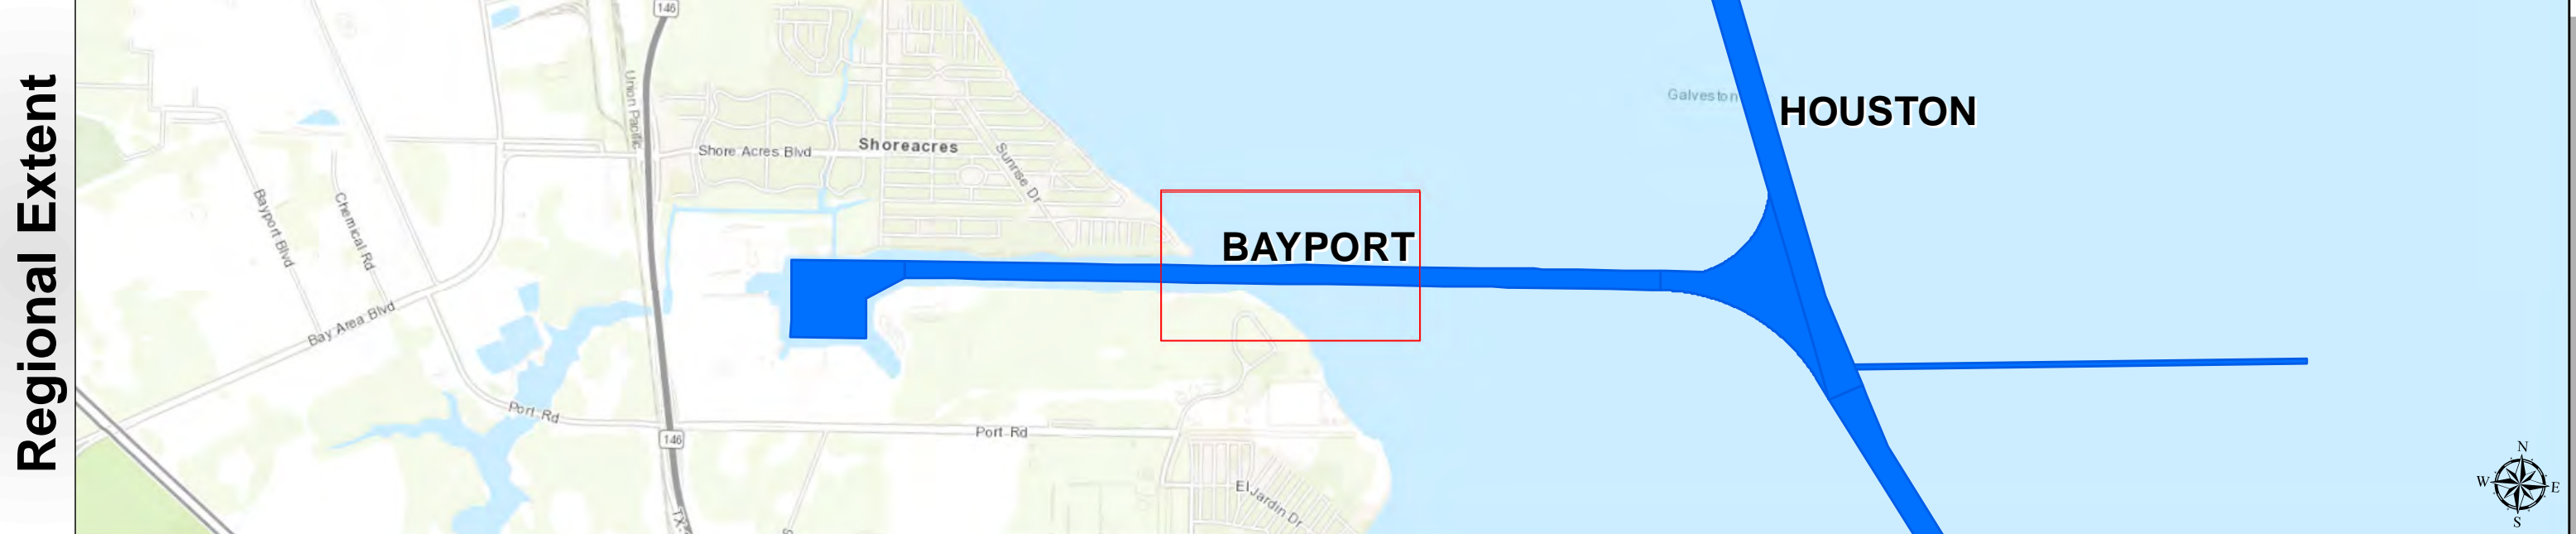 Regional Extent
146
Union Pacific
Galveston
HOUSTON
Shoreacres
Shore Acres Blvd
Sunrise Dr
Bayport Blvd
Chemical Rd
BAYPORT
Bay Area Blvd
Port Rd
146
Port Rd
El Jardin Dr
N
W
E
S